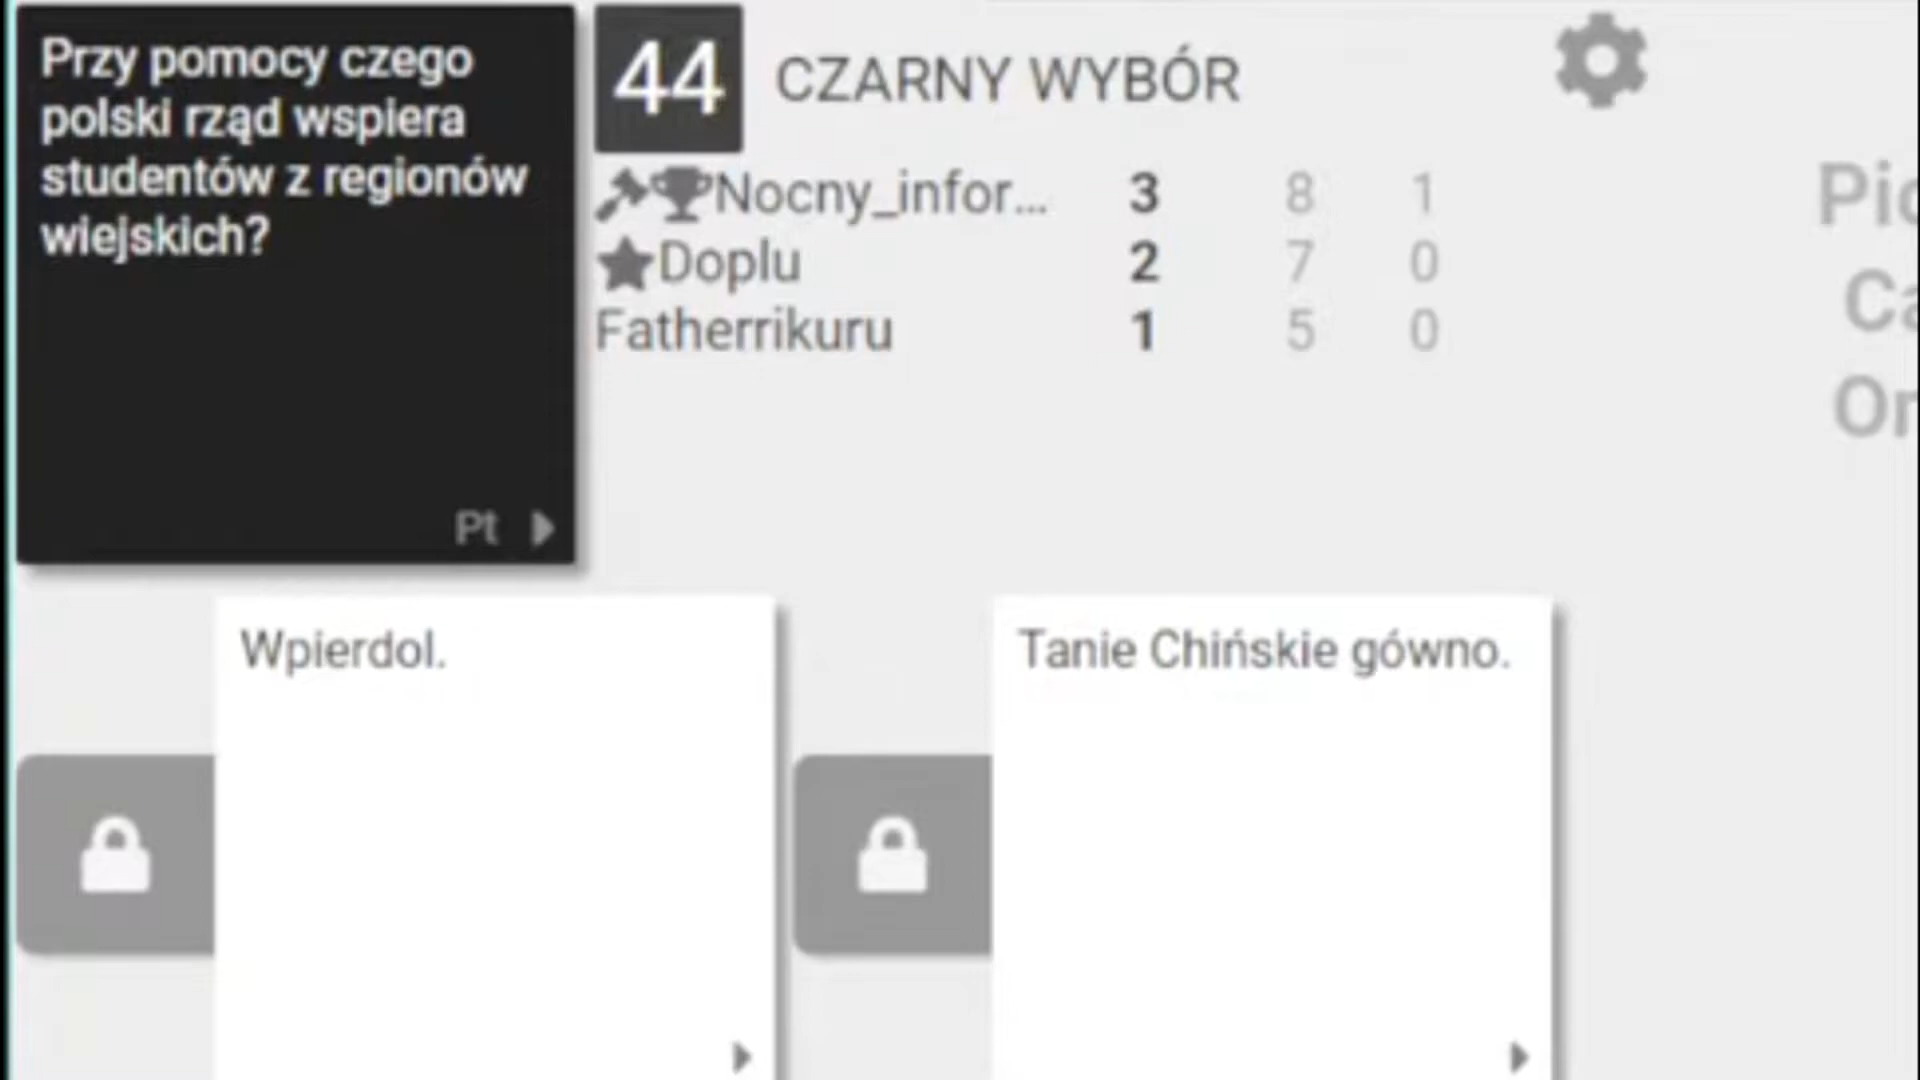 Przy pomocy czego
polski rząd wspiera
studentów z regionów
wiejskich?
Pt
44
CZARNY WYBÓR
Nocny_infor... 3 8 1
Doplu 2 7 0
Fatherrikuru 1 5 0
Wpierdol.
Tanie Chińskie gówno.